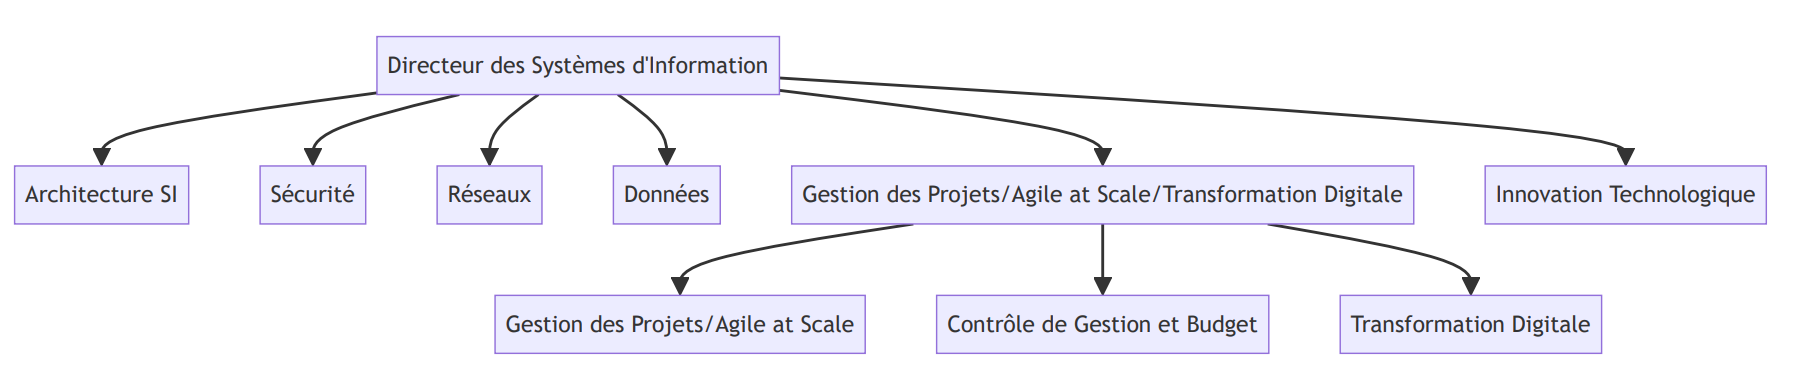 Directeur des Systèmes d'Information
Architecture SI
Sécurité
Réseaux
Données
Gestion des Projets/Agile at Scale/Transformation Digitale
Innovation Technologique
Gestion des Projets/Agile at Scale
Contrôle de Gestion et Budget
Transformation Digitale